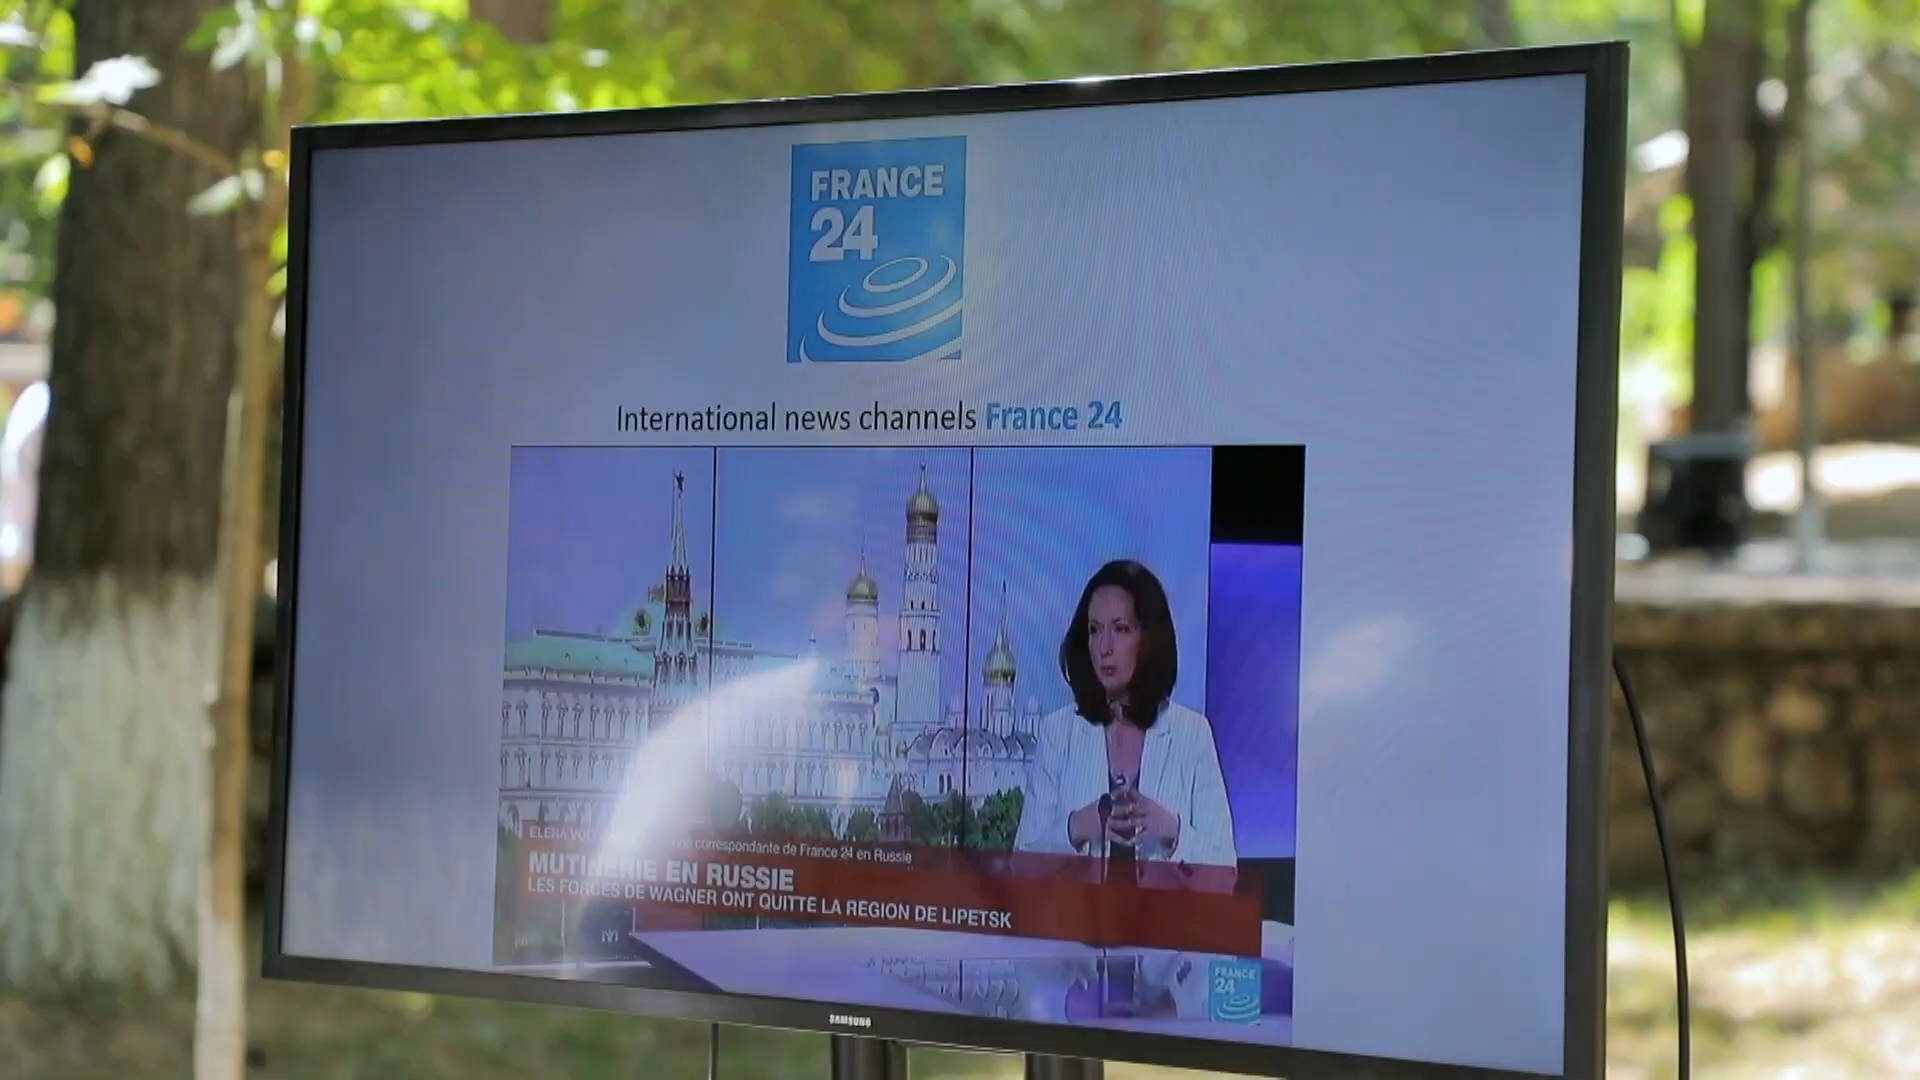 FRANCE
24
International news channels France 24
ELENA
correspondante de France 24 en Russie
MUTINERIE EN RUSSIE
LES FORCES DE WAGNER ONT QUITTÉ LA RÉGION DE LIPETSK
FRANCE
24
SAMSUNG